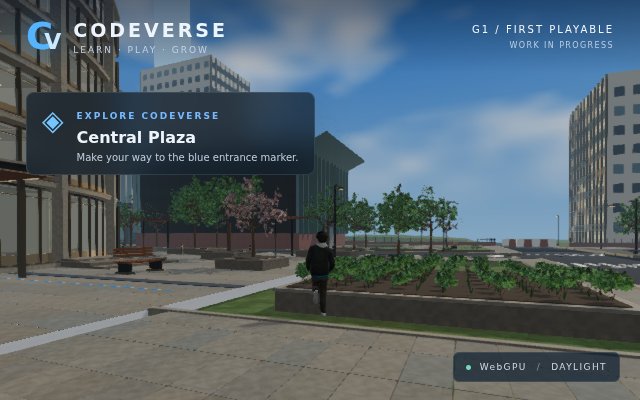 CV CODEVERSE
LEARN · PLAY · GROW
G1 / FIRST PLAYABLE
WORK IN PROGRESS
EXPLORE CODEVERSE
Central Plaza
Make your way to the blue entrance marker.
WebGPU / DAYLIGHT